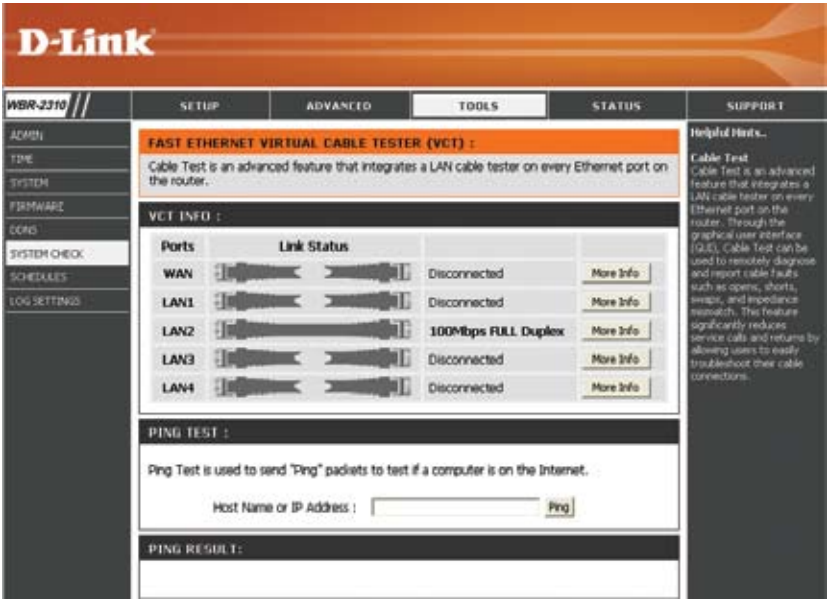 D-Link
WBR-2310
SETUP
ADVANCED
TOOLS
STATUS
SUPPORT
ADMIN
TIME
SYSTEM
FIRMWARE
DDNS
SYSTEM CHECK
SCHEDULES
LOG SETTINGS
FAST ETHERNET VIRTUAL CABLE TESTER (VCT) :
Cable Test is an advanced feature that integrates a LAN cable tester on every Ethernet port on
the router.
VCT INFO :
Ports Link Status
WAN Disconnected More Info
LAN1 Disconnected More Info
LAN2 100Mbps FULL Duplex More Info
LAN3 Disconnected More Info
LAN4 Disconnected More Info
PING TEST :
Ping Test is used to send "Ping" packets to test if a computer is on the Internet.
Host Name or IP Address : Ping
PING RESULT:
Helpful Hints..
Cable Test
Cable Test is an advanced
feature that integrates a
LAN cable tester on every
Ethernet port on the
router. Through the
graphical user interface
(GUI), Cable Test can be
used to remotely diagnose
and report cable faults
such as opens, shorts,
swaps, and impedance
mismatch. This feature
significantly reduces
service calls and returns by
allowing users to easily
troubleshoot their cable
connections.